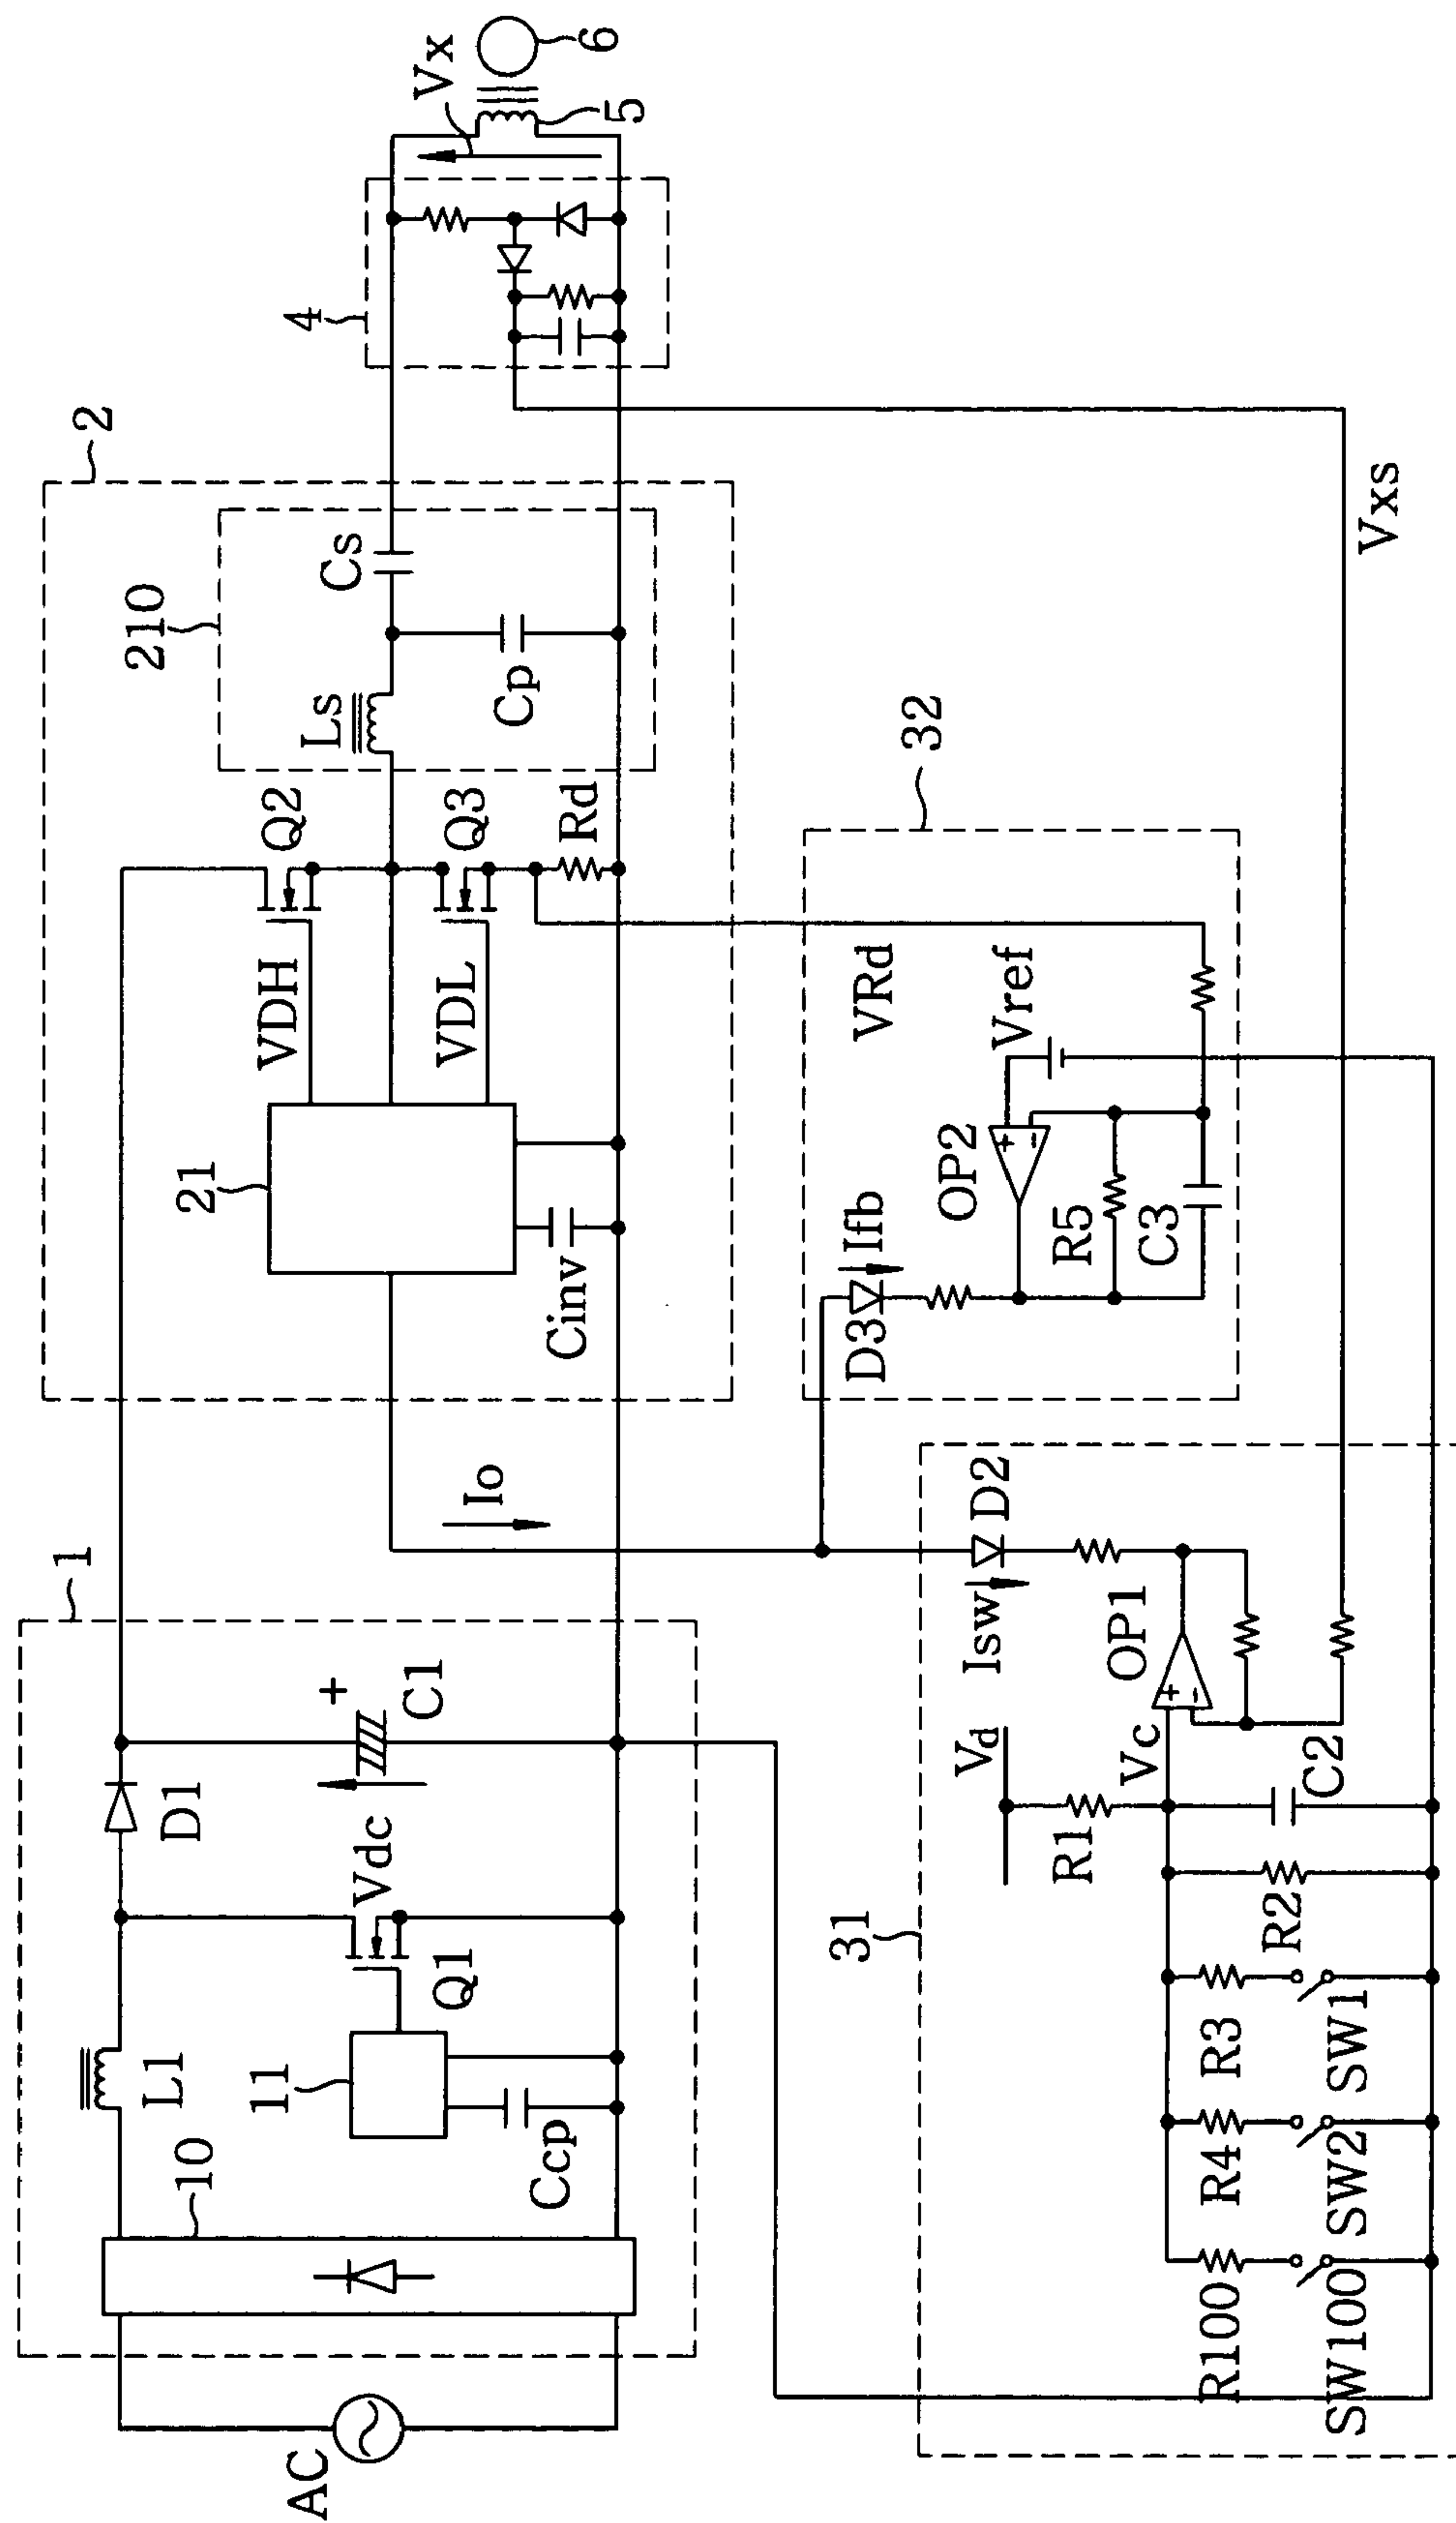 AC
10
L1
11
Ccp
Q1
Vdc
D1
+
C1
1
Io
2
21
Cinv
VDH
VDL
Q2
Q3
Rd
210
Ls
Cp
Cs
4
Vx
5
6
31
R100
SW100
R4
SW2
R3
SW1
R2
R1
Vd
Vc
C2
+
-
OP1
Isw
D2
32
D3
Ifb
R5
C3
OP2
+
-
Vref
VRd
Vxs